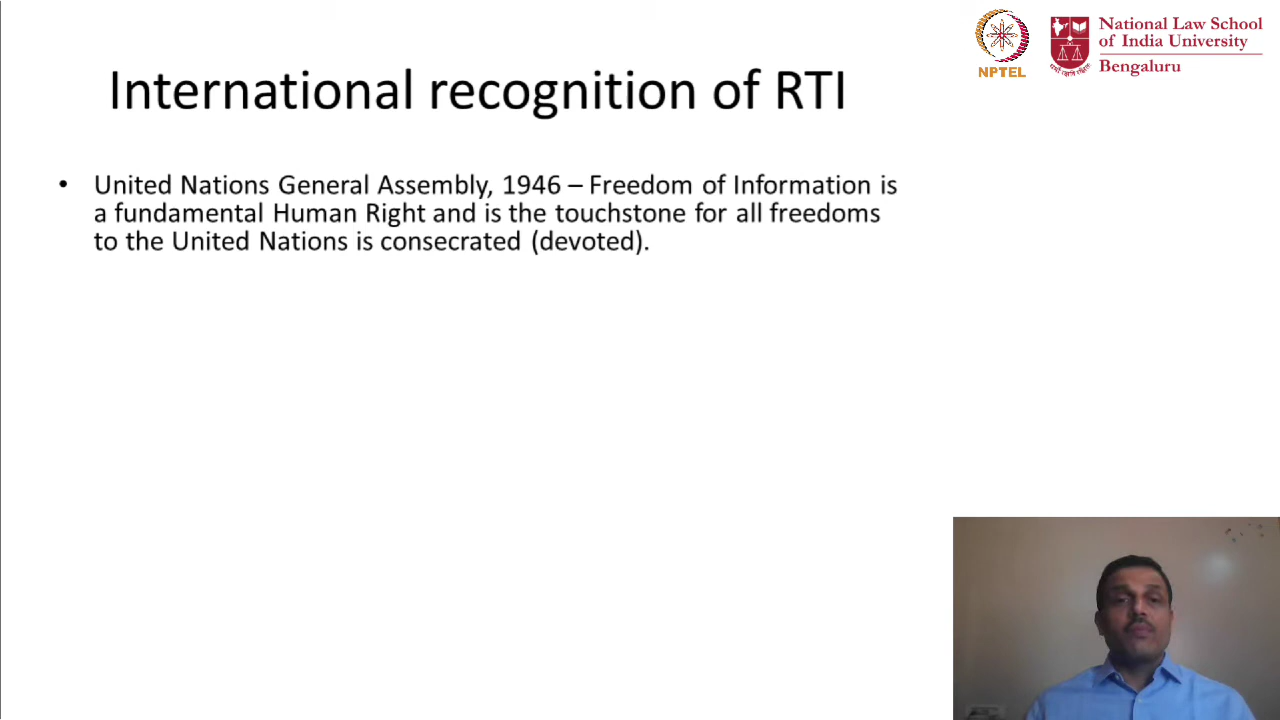 National Law School
of India University
Bengaluru
NPTEL
International recognition of RTI
• United Nations General Assembly, 1946 – Freedom of Information is
a fundamental Human Right and is the touchstone for all freedoms
to the United Nations is consecrated (devoted).